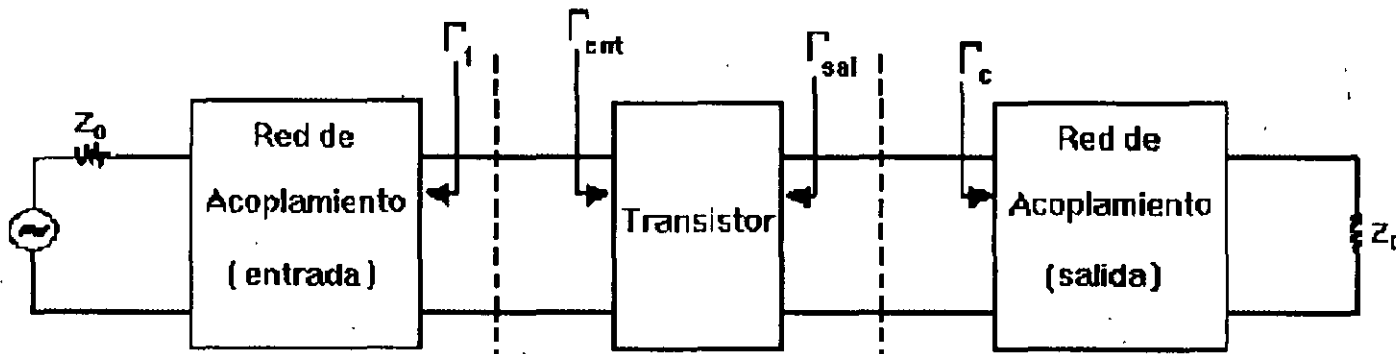 Γ1
Γent
Γsal
Γc
Z0
Red de
Acoplamiento
(entrada)
Transistor
Red de
Acoplamiento
(salida)
Z0